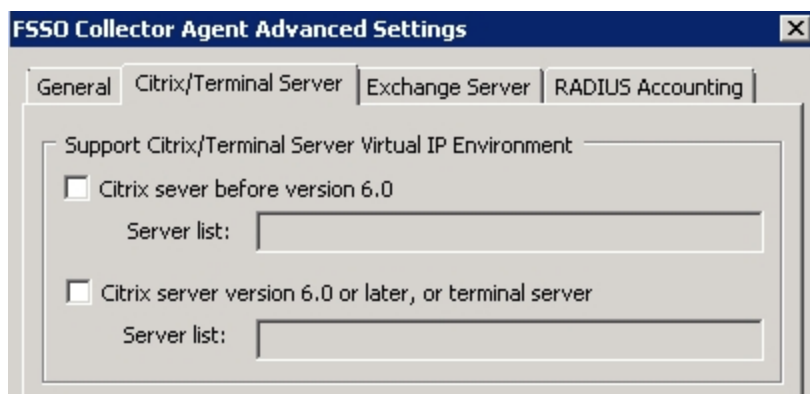 FSSO Collector Agent Advanced Settings
General Citrix/Terminal Server Exchange Server RADIUS Accounting
Support Citrix/Terminal Server Virtual IP Environment
Citrix sever before version 6.0
Server list:
Citrix server version 6.0 or later, or terminal server
Server list: